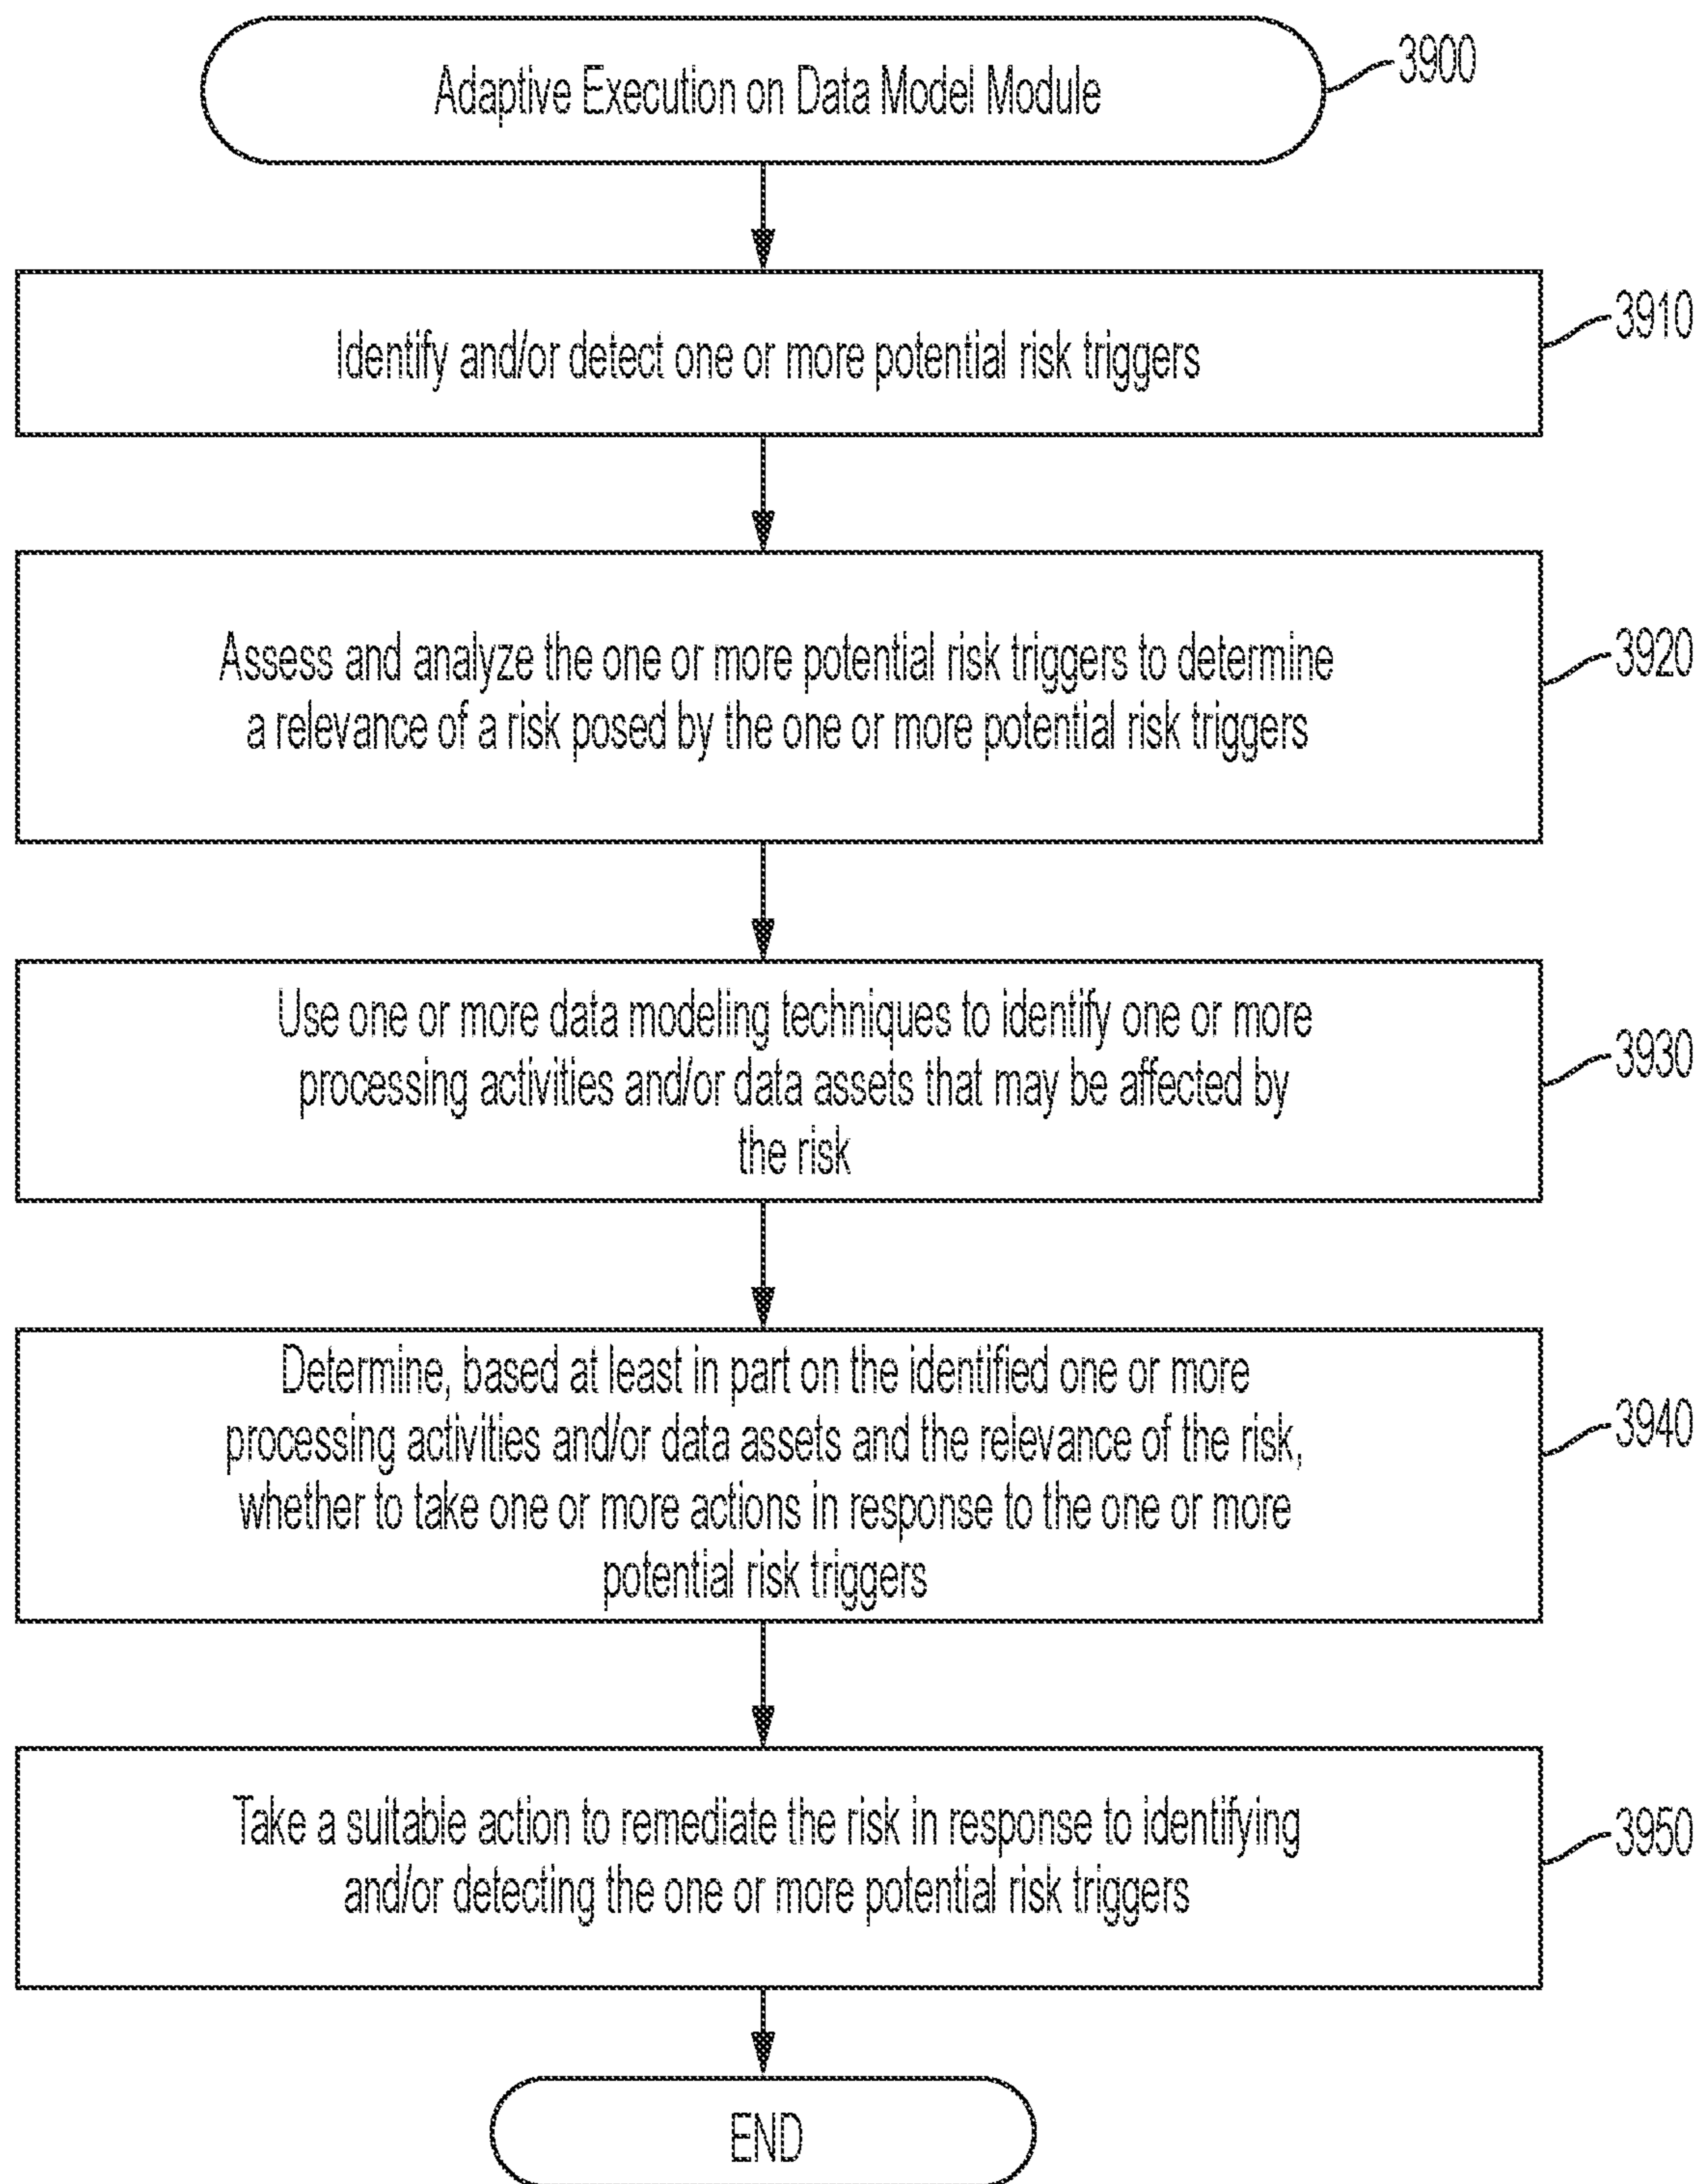 Adaptive Execution on Data Model Module
3900
Identify and/or detect one or more potential risk triggers
3910
Assess and analyze the one or more potential risk triggers to determine
a relevance of a risk posed by the one or more potential risk triggers
3920
Use one or more data modeling techniques to identify one or more
processing activities and/or data assets that may be affected by
the risk
3930
Determine, based at least in part on the identified one or more
processing activities and/or data assets and the relevance of the risk,
whether to take one or more actions in response to the one or more
potential risk triggers
3940
Take a suitable action to remediate the risk in response to identifying
and/or detecting the one or more potential risk triggers
3950
END